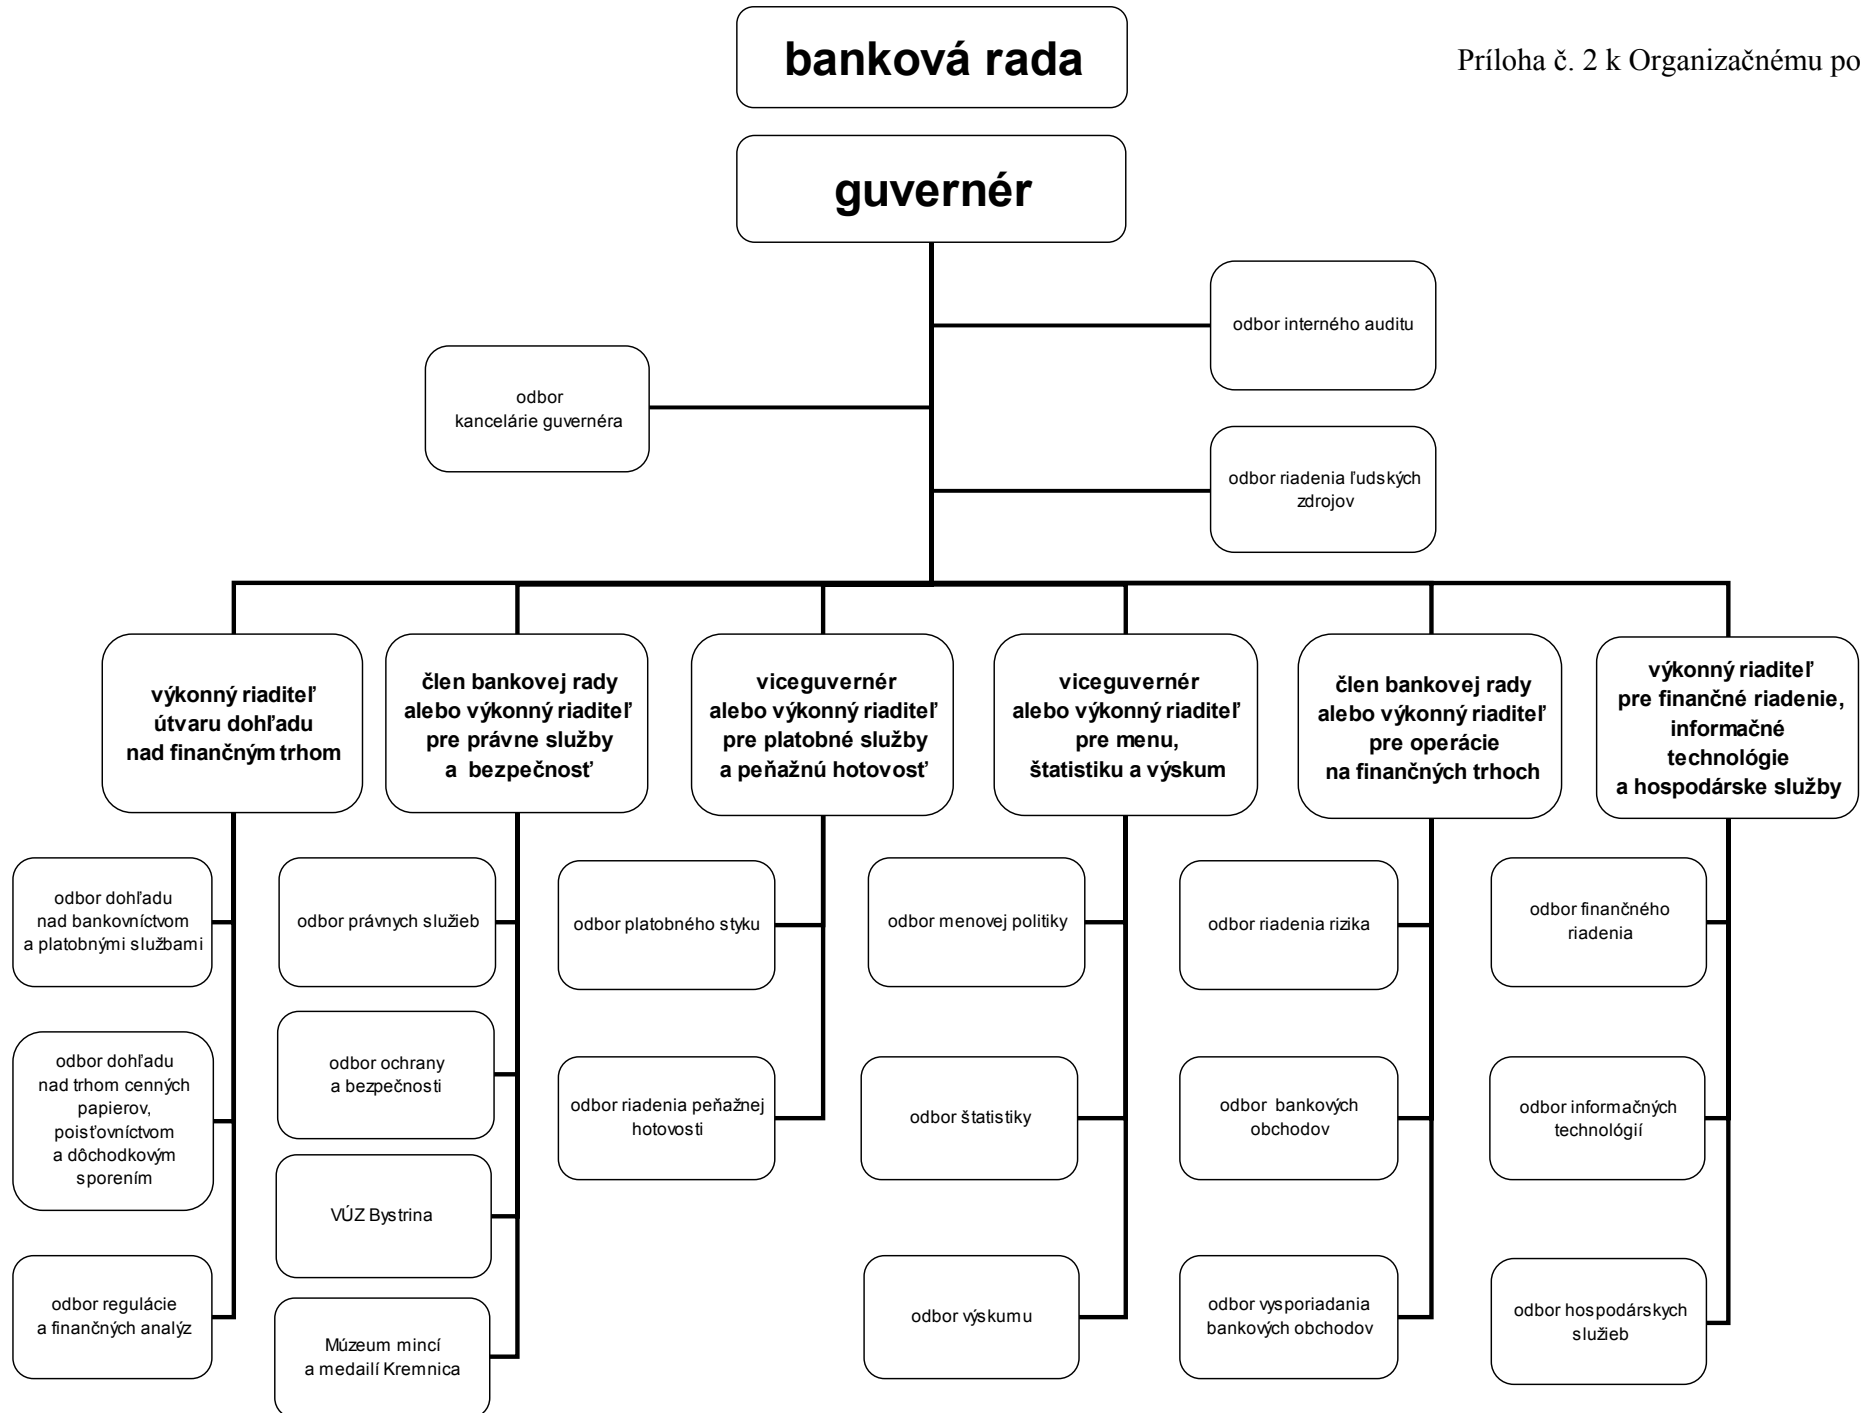 banková rada
Príloha č. 2 k Organizačnému po
guvernér
odbor interného auditu
odbor
kancelárie guvernéra
odbor riadenia ľudských
zdrojov
výkonný riaditeľ
útvaru dohľadu
nad finančným trhom
člen bankovej rady
alebo výkonný riaditeľ
pre právne služby
a bezpečnosť
viceguvernér
alebo výkonný riaditeľ
pre platobné služby
a peňažnú hotovosť
viceguvernér
alebo výkonný riaditeľ
pre menu,
štatistiku a výskum
člen bankovej rady
alebo výkonný riaditeľ
pre operácie
na finančných trhoch
výkonný riaditeľ
pre finančné riadenie,
informačné
technológie
a hospodárske služby
odbor dohľadu
nad bankovníctvom
a platobnými službami
odbor právnych služieb
odbor platobného styku
odbor menovej politiky
odbor riadenia rizika
odbor finančného
riadenia
odbor dohľadu
nad trhom cenných
papierov,
poisťovníctvom
a dôchodkovým
sporením
odbor ochrany
a bezpečnosti
odbor riadenia peňažnej
hotovosti
odbor štatistiky
odbor bankových
obchodov
odbor informačných
technológií
VÚZ Bystrina
odbor regulácie
a finančných analýz
Múzeum mincí
a medailí Kremnica
odbor výskumu
odbor vysporiadania
bankových obchodov
odbor hospodárskych
služieb